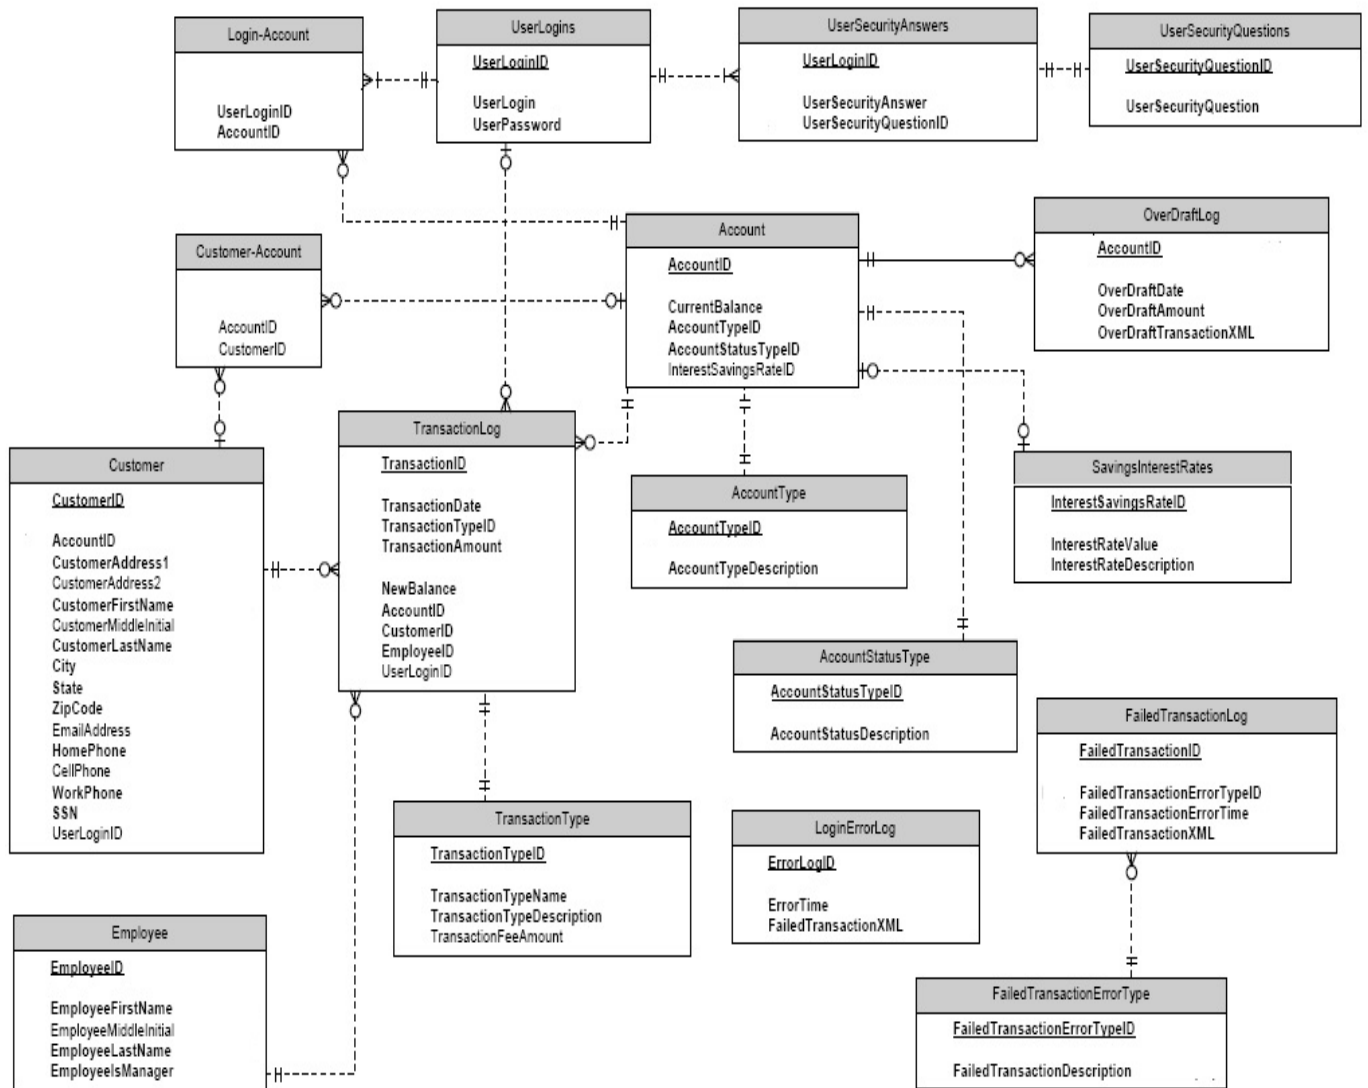 Login-Account
UserLoginID
AccountID
UserLogins
UserLoginID
UserLogin
UserPassword
UserSecurityAnswers
UserLoginID
UserSecurityAnswer
UserSecurityQuestionID
UserSecurityQuestions
UserSecurityQuestionID
UserSecurityQuestion
Customer-Account
AccountID
CustomerID
Account
AccountID
CurrentBalance
AccountTypeID
AccountStatusTypeID
InterestSavingsRateID
OverDraftLog
AccountID
OverDraftDate
OverDraftAmount
OverDraftTransactionXML
Customer
CustomerID
AccountID
CustomerAddress1
CustomerAddress2
CustomerFirstName
CustomerMiddleInitial
CustomerLastName
City
State
ZipCode
EmailAddress
HomePhone
CellPhone
WorkPhone
SSN
UserLoginID
TransactionLog
TransactionID
TransactionDate
TransactionTypeID
TransactionAmount
NewBalance
AccountID
CustomerID
EmployeeID
UserLoginID
AccountType
AccountTypeID
AccountTypeDescription
SavingsInterestRates
InterestSavingsRateID
InterestRateValue
InterestRateDescription
AccountStatusType
AccountStatusTypeID
AccountStatusDescription
FailedTransactionLog
FailedTransactionID
FailedTransactionErrorTypeID
FailedTransactionErrorTime
FailedTransactionXML
TransactionType
TransactionTypeID
TransactionTypeName
TransactionTypeDescription
TransactionFeeAmount
LoginErrorLog
ErrorLogID
ErrorTime
FailedTransactionXML
Employee
EmployeeID
EmployeeFirstName
EmployeeMiddleInitial
EmployeeLastName
EmployeeIsManager
FailedTransactionErrorType
FailedTransactionErrorTypeID
FailedTransactionDescription